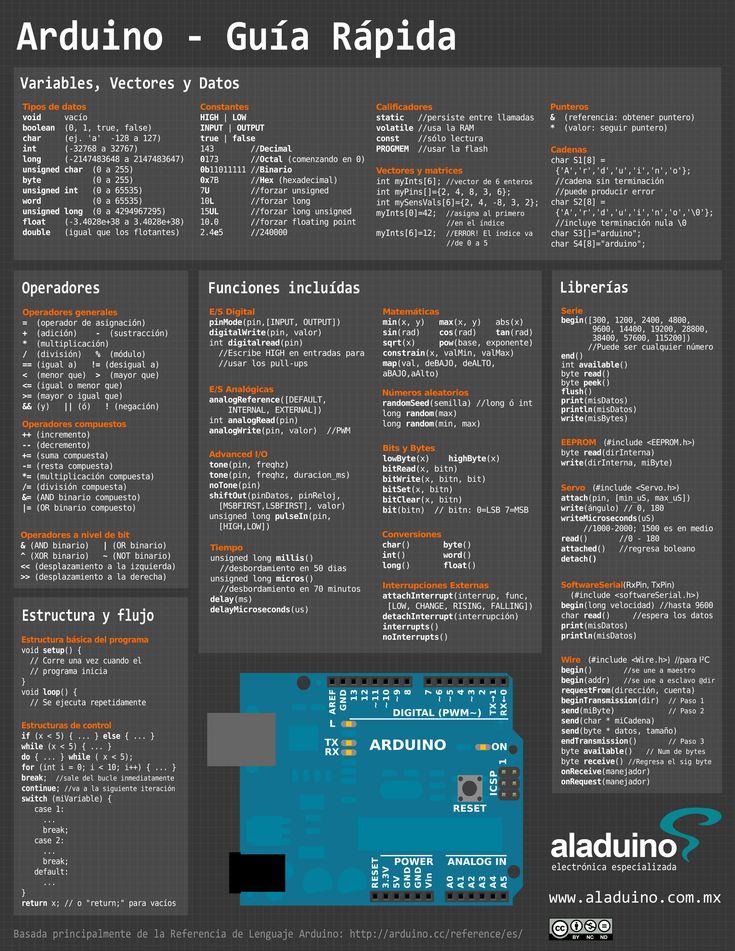 Arduino - Guía Rápida
Variables, Vectores y Datos
Tipos de datos
void vacío
boolean (0, 1, true, false)
char (ej. 'a' -128 a 127)
int (-32768 a 32767)
long (-2147483648 a 2147483647)
unsigned char (0 a 255)
byte (0 a 255)
unsigned int (0 a 65535)
word (0 a 65535)
unsigned long (0 a 4294967295)
float (-3.4028e+38 a 3.4028e+38)
double (igual que los flotantes)
Constantes
HIGH | LOW
INPUT | OUTPUT
true | false
143 //Decimal
0173 //Octal (comenzando en 0)
0b11011111 //Binario
0x7B //Hex (hexadecimal)
7U //forzar unsigned
10L //forzar long
15UL //forzar long unsigned
10.0 //forzar floating point
2.4e5 //240000
Calificadores
static //persiste entre llamadas
volatile //usa la RAM
const //sólo lectura
PROGMEM //usar la flash
Vectores y matrices
int myInts[6]; //vector de 6 enteros
int myPins[]={2, 4, 8, 3, 6};
int mySensVals[6]={2, 4, -8, 3, 2};
myInts[0]=42; //asigna al primero
//en el índice
myInts[6]=12; //ERROR! El índice va
//de 0 a 5
Punteros
& (referencia: obtener puntero)
* (valor: seguir puntero)
Cadenas
char S1[8] =
{'A','r','d','u','i','n','o'};
//cadena sin terminación
//puede producir error
char S2[8] =
{'A','r','d','u','i','n','o','\0'};
//incluye terminación nula \0
char S3[]="arduino";
char S4[8]="arduino";
Operadores
Operadores generales
= (operador de asignación)
+ (adición) - (sustracción)
* (multiplicación)
/ (división) % (módulo)
== (igual a) != (desigual a)
< (menor que) > (mayor que)
<= (igual o menor que)
>= (mayor o igual que)
&& (y) || (ó) ! (negación)
Operadores compuestos
++ (incremento)
-- (decremento)
+= (suma compuesta)
-= (resta compuesta)
*= (multiplicación compuesta)
/= (división compuesta)
&= (AND binario compuesto)
|= (OR binario compuesto)
Operadores a nivel de bit
& (AND binario) | (OR binario)
^ (XOR binario) ~ (NOT binario)
<< (desplazamiento a la izquierda)
>> (desplazamiento a la derecha)
Estructura y flujo
Estructura básica del programa
void setup() {
// Corre una vez cuando el
// programa inicia
}
void loop() {
// Se ejecuta repetidamente
}
Estructuras de control
if (x < 5) { ... } else { ... }
while (x < 5) { ... }
do { ... } while ( x < 5);
for (int i = 0; i < 10; i++) { ... }
break; //sale del bucle inmediatamente
continue; //va a la siguiente iteración
switch (miVariable) {
case 1:
...
break;
case 2:
...
break;
default:
...
}
return x; // o "return;" para vacíos
Funciones incluídas
E/S Digital
pinMode(pin,[INPUT, OUTPUT])
digitalWrite(pin, valor)
int digitalread(pin)
//Escribe HIGH en entradas para
//usar los pull-ups
E/S Analógicas
analogReference([DEFAULT,
INTERNAL, EXTERNAL])
int analogRead(pin)
analogWrite(pin, valor) //PWM
Advanced I/O
tone(pin, freqhz)
tone(pin, freqhz, duracion_ms)
noTone(pin)
shiftOut(pinDatos, pinReloj,
[MSBFIRST,LSBFIRST], valor)
unsigned long pulseIn(pin,
[HIGH,LOW])
Tiempo
unsigned long millis()
//desbordamiento en 50 dias
unsigned long micros()
//desbordamiento en 70 minutos
delay(ms)
delayMicroseconds(us)
Matemáticas
min(x, y) max(x, y) abs(x)
sin(rad) cos(rad) tan(rad)
sqrt(x) pow(base, exponente)
constrain(x, valMin, valMax)
map(val, deBAJO, deALTO,
aBAJO,aAlto)
Números aleatorios
randomSeed(semilla) //long ó int
long random(max)
long random(min, max)
Bits y Bytes
lowByte(x) highByte(x)
bitRead(x, bitn)
bitWrite(x, bitn, bit)
bitSet(x, bitn)
bitClear(x, bitn)
bit(bitn) // bitn: 0=LSB 7=MSB
Conversiones
char() byte()
int() word()
long() float()
Interrupciones Externas
attachInterrupt(interrup, func,
[LOW, CHANGE, RISING, FALLING])
detachInterrupt(interrupción)
interrupts()
noInterrupts()
Librerías
Serie
begin([300, 1200, 2400, 4800,
9600, 14400, 19200, 28800,
38400, 57600, 115200])
//Puede ser cualquier número
end()
int available()
byte read()
byte peek()
flush()
print(misDatos)
println(misDatos)
write(misBytes)
EEPROM (#include <EEPROM.h>)
byte read(dirInterna)
write(dirInterna, miByte)
Servo (#include <Servo.h>)
attach(pin, [min_uS, max_uS])
write(ángulo) // 0, 180
writeMicroseconds(uS)
//1000-2000; 1500 es en medio
read() //0 - 180
attached() //regresa boleano
detach()
SoftwareSerial(RxPin, TxPin)
(#include <softwareSerial.h>)
begin(long velocidad) //hasta 9600
char read() //espera los datos
print(misDatos)
println(misDatos)
Wire (#include <Wire.h>) //para I²C
begin() //se une a maestro
begin(addr) //se une a esclavo @dir
requestFrom(dirección, cuenta)
beginTransmission(dir) // Paso 1
send(miByte) // Paso 2
send(char * miCadena)
send(byte * datos, tamaño)
endTransmission() // Paso 3
byte available() // Num de bytes
byte receive() //Regresa el sig byte
onReceive(manejador)
onRequest(manejador)
AREF
GND
13
12
~11
~10
~9
8
7
~6
~5
4
~3
2
TX→1
RX←0
DIGITAL (PWM~)
L
TX
RX
ARDUINO
ON
ICSP
1
RESET
POWER
ANALOG IN
RESET
3.3V
5V
GND
GND
Vin
A0
A1
A2
A3
A4
A5
aladuino
electrónica especializada
www.aladuino.com.mx
CC BY NC ND
Basada principalmente de la Referencia de Lenguaje Arduino: http://arduino.cc/reference/es/